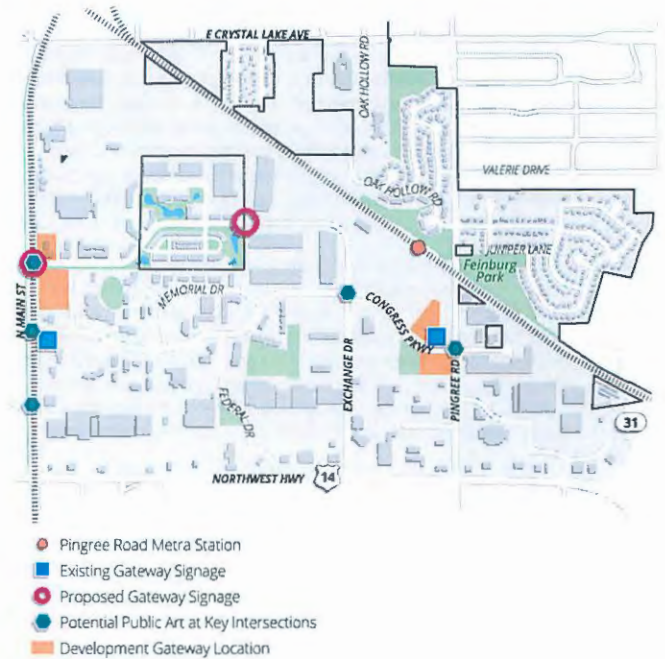 E CRYSTAL LAKE AVE
OAK HOLLOW RD
VALERIE DRIVE
OAK HOLLOW RD
JUNIPER LANE
Feinburg
Park
N MAIN ST
MEMORIAL DR
CONGRESS PKWY
EXCHANGE DR
PINGREE RD
FEDERAL DR
31
NORTHWEST HWY
14
Pingree Road Metra Station
Existing Gateway Signage
Proposed Gateway Signage
Potential Public Art at Key Intersections
Development Gateway Location